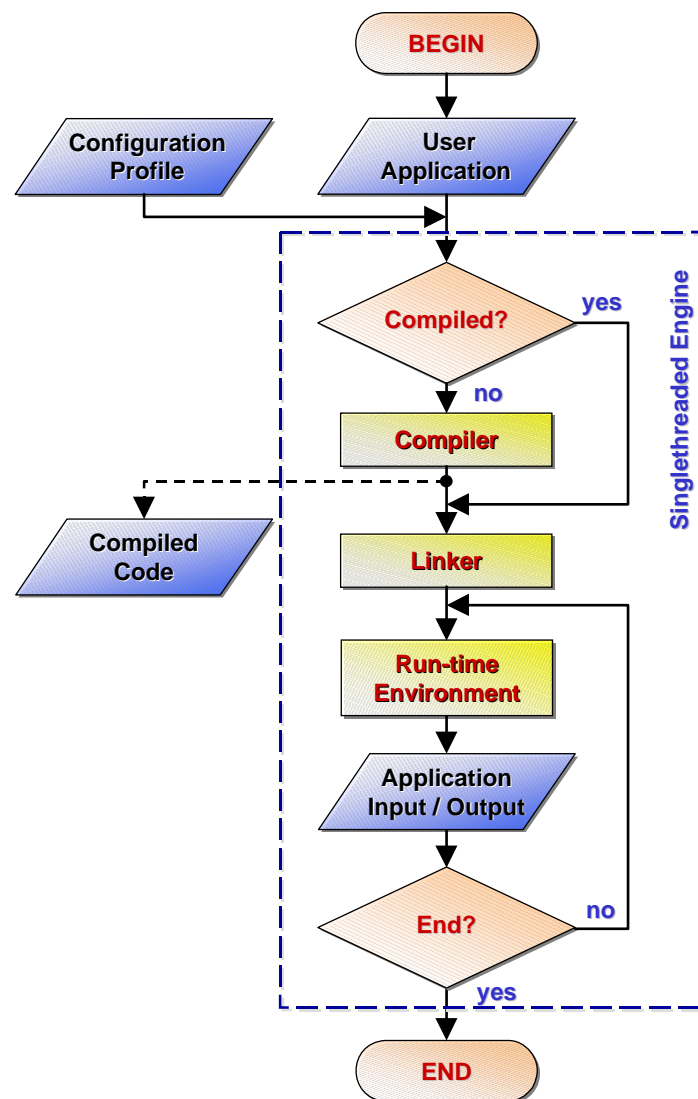 BEGIN
Configuration
Profile
User
Application
Compiled?
yes
Singlethreaded Engine
no
Compiler
Compiled
Code
Linker
Run-time
Environment
Application
Input / Output
End?
no
yes
END